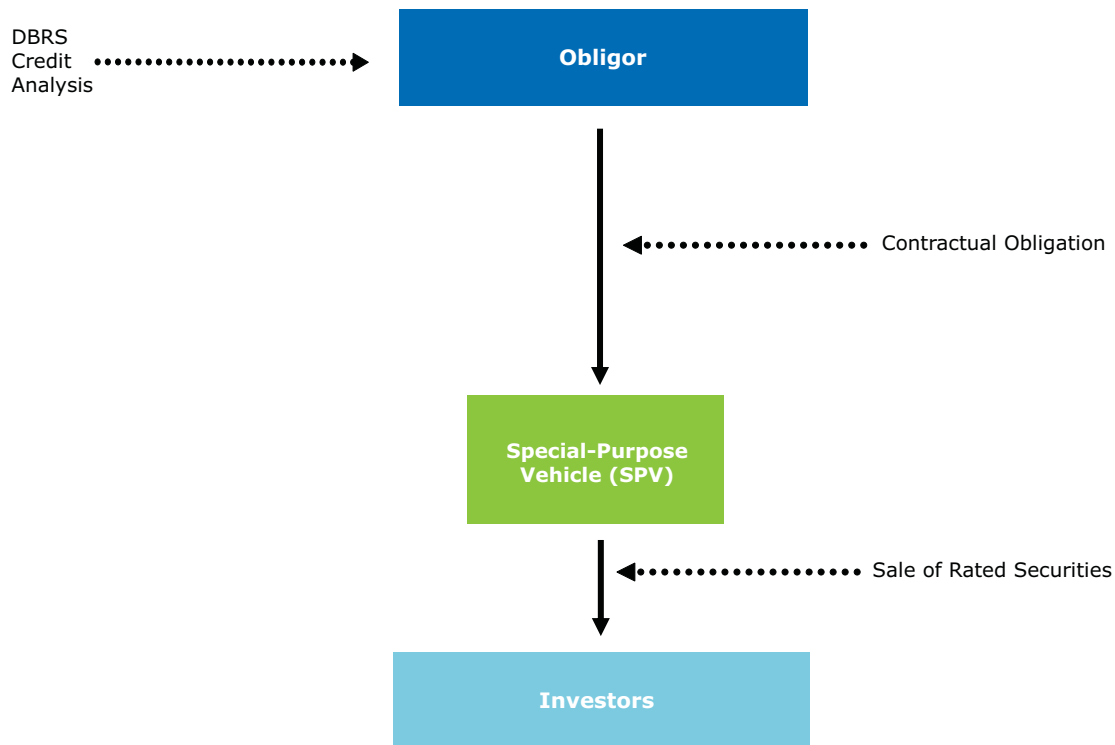 DBRS
Credit
Analysis
Obligor
Contractual Obligation
Special-Purpose
Vehicle (SPV)
Sale of Rated Securities
Investors